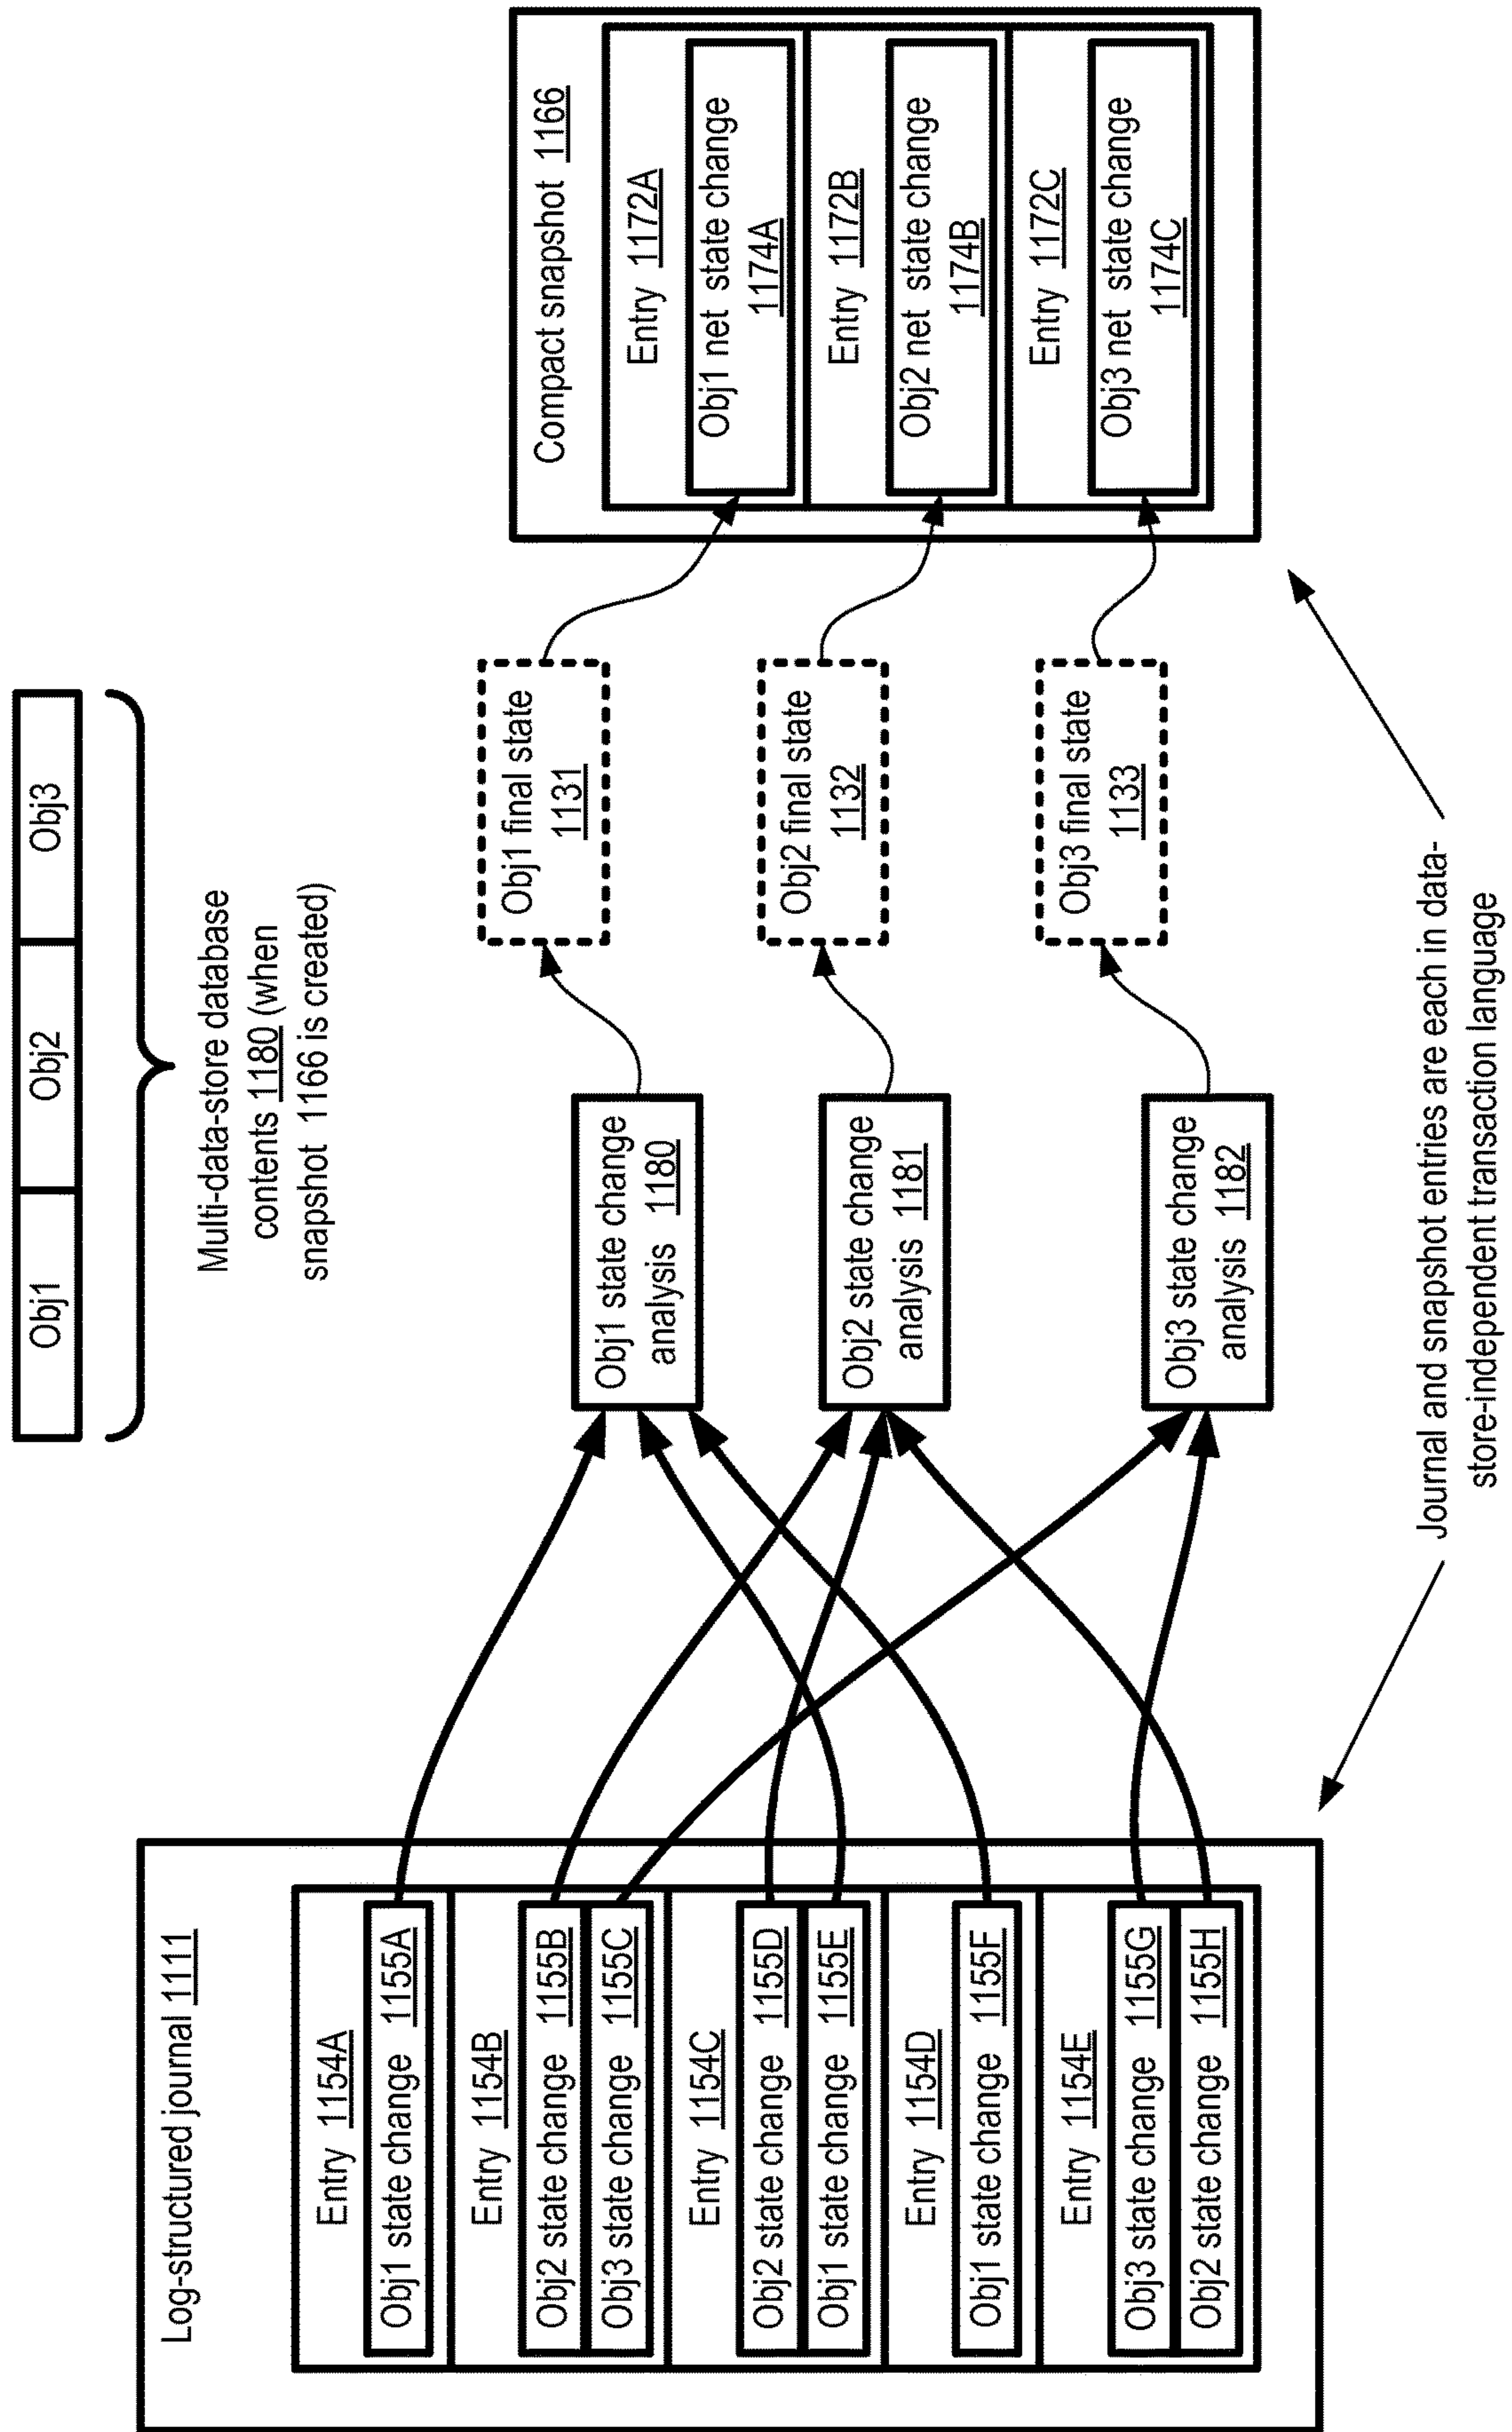 Obj1
Obj2
Obj3
Multi-data-store database
contents 1180 (when
snapshot 1166 is created)
Log-structured journal 1111
Entry 1154A
Obj1 state change 1155A
Entry 1154B
Obj2 state change 1155B
Obj3 state change 1155C
Entry 1154C
Obj2 state change 1155D
Obj1 state change 1155E
Entry 1154D
Obj1 state change 1155F
Entry 1154E
Obj3 state change 1155G
Obj2 state change 1155H
Obj1 state change
analysis 1180
Obj2 state change
analysis 1181
Obj3 state change
analysis 1182
Obj1 final state
1131
Obj2 final state
1132
Obj3 final state
1133
Compact snapshot 1166
Entry 1172A
Obj1 net state change
1174A
Entry 1172B
Obj2 net state change
1174B
Entry 1172C
Obj3 net state change
1174C
Journal and snapshot entries are each in data-
store-independent transaction language